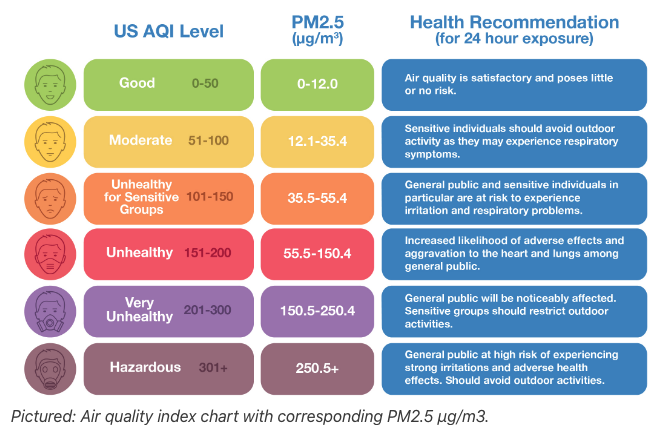 US AQI Level
PM2.5
(µg/m³)
Health Recommendation
(for 24 hour exposure)
Good 0-50
0-12.0
Air quality is satisfactory and poses little
or no risk.
Moderate 51-100
12.1-35.4
Sensitive individuals should avoid outdoor
activity as they may experience respiratory
symptoms.
Unhealthy
for Sensitive
Groups
101-150
35.5-55.4
General public and sensitive individuals in
particular are at risk to experience
irritation and respiratory problems.
Unhealthy 151-200
55.5-150.4
Increased likelihood of adverse effects and
aggravation to the heart and lungs among
general public.
Very
Unhealthy
201-300
150.5-250.4
General public will be noticeably affected.
Sensitive groups should restrict outdoor
activities.
Hazardous 301+
250.5+
General public at high risk of experiencing
strong irritations and adverse health
effects. Should avoid outdoor activities.
Pictured: Air quality index chart with corresponding PM2.5 µg/m3.